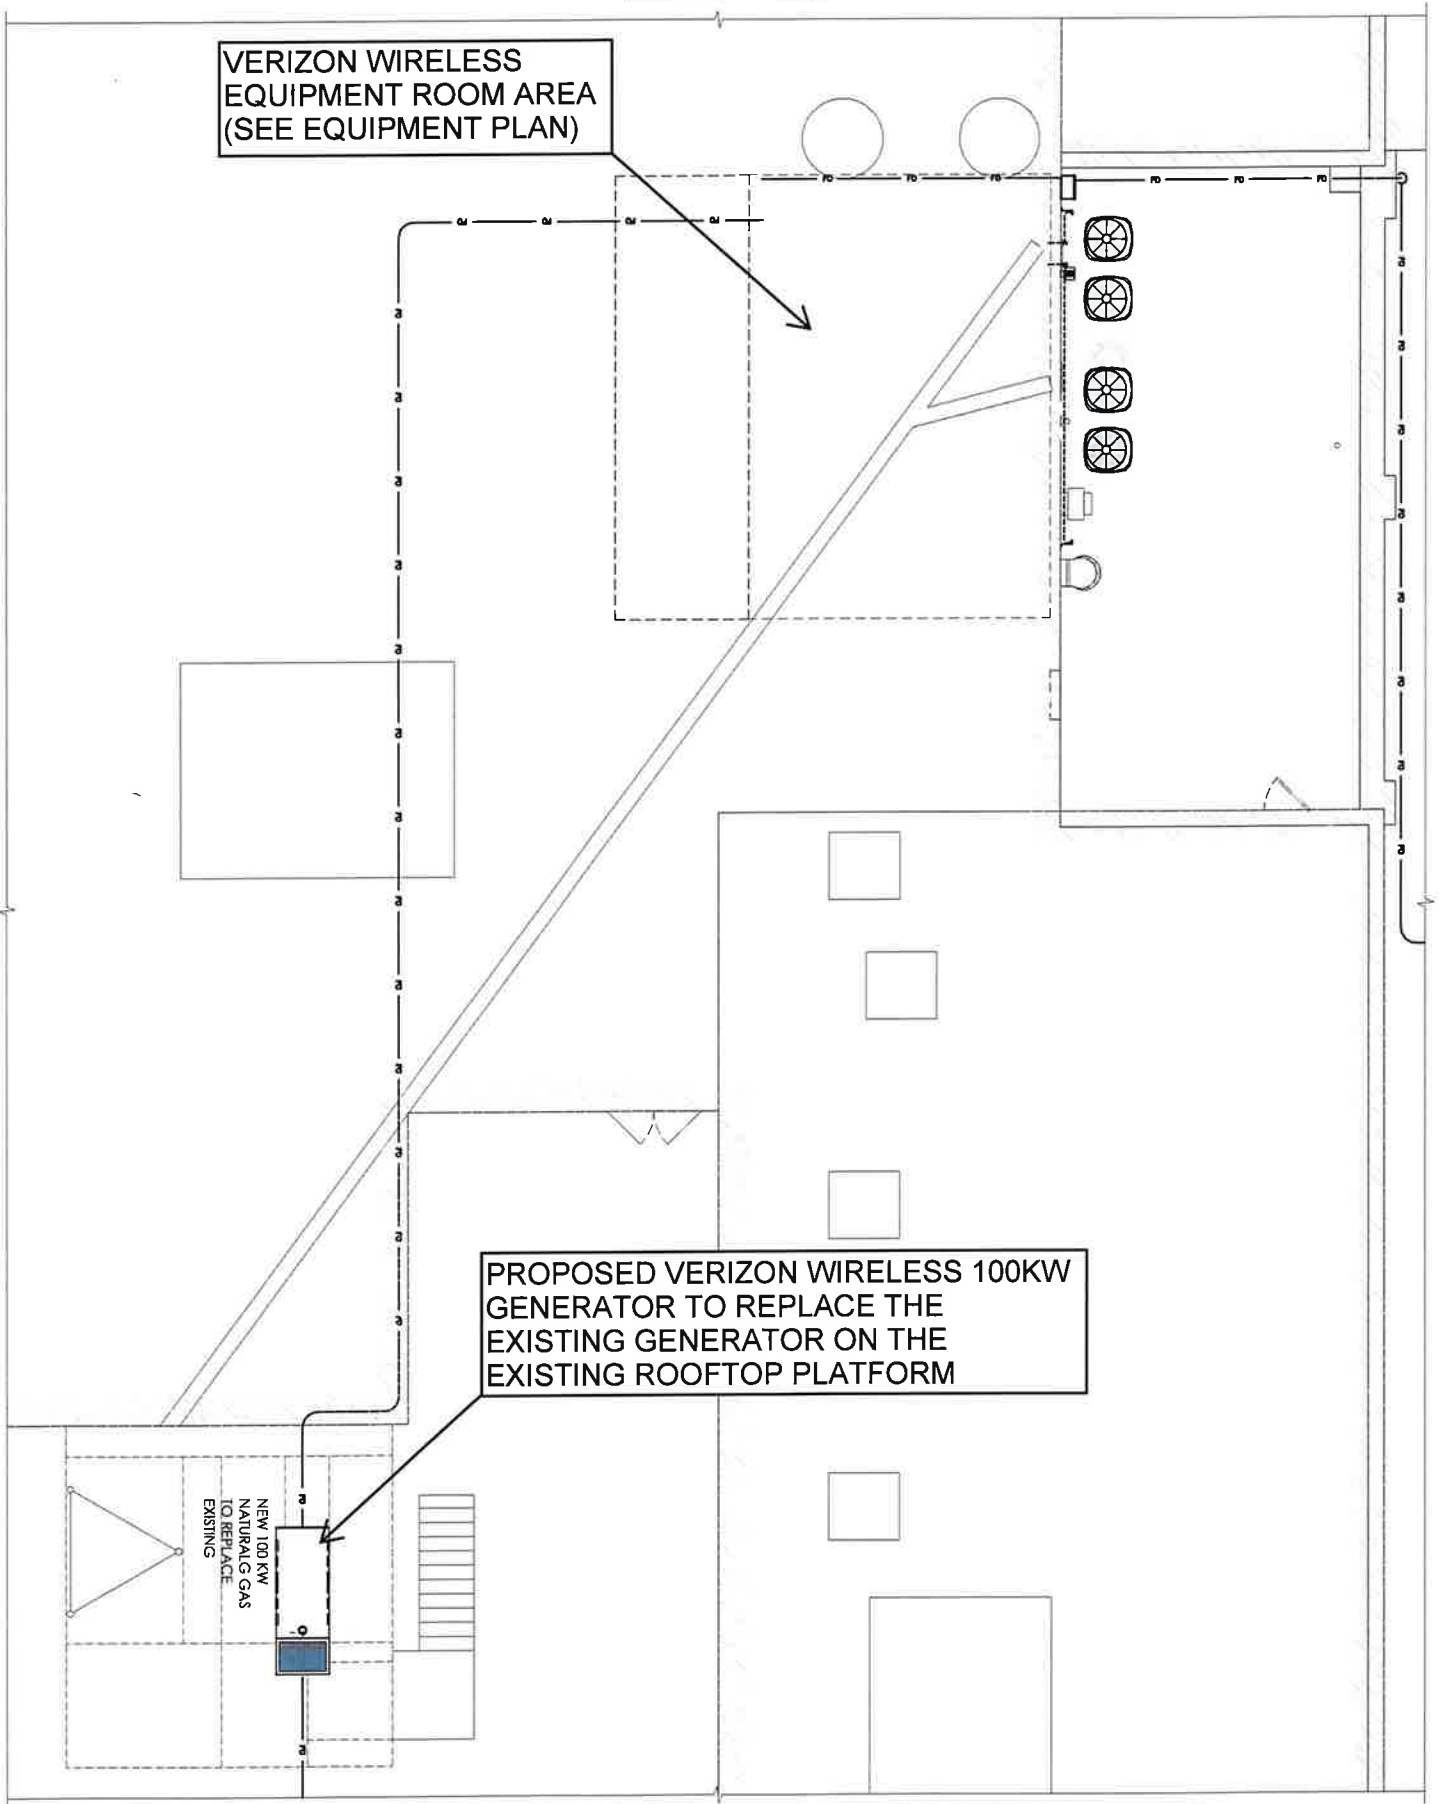 VERIZON WIRELESS
EQUIPMENT ROOM AREA
(SEE EQUIPMENT PLAN)
PROPOSED VERIZON WIRELESS 100KW
GENERATOR TO REPLACE THE
EXISTING GENERATOR ON THE
EXISTING ROOFTOP PLATFORM
NEW 100 KW
NATURALG GAS
TO REPLACE
EXISTING